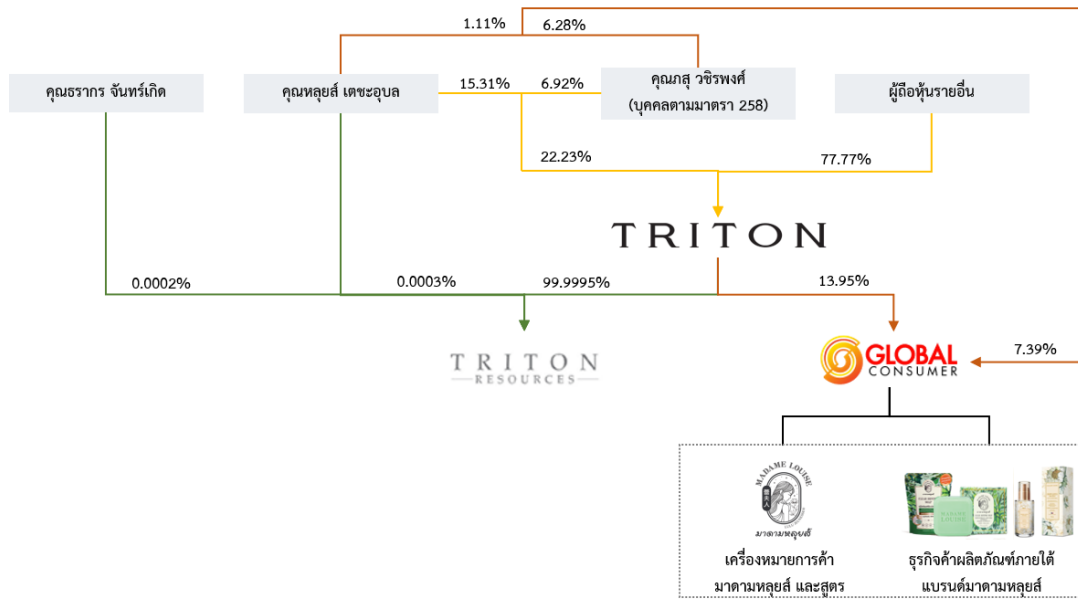 1.11% 6.28%
คุณธรากร จันทร์เกิด
คุณหลุยส์ เตชะอุบล
15.31% 6.92%
คุณภสุ วชิรพงศ์
(บุคคลตามมาตรา 258)
ผู้ถือหุ้นรายอื่น
22.23%
77.77%
TRITON
0.0002%
0.0003%
99.9995%
13.95%
TRITON
RESOURCES
GLOBAL
CONSUMER
7.39%
MADAME LOUISE
มาดามหลุยส์
MADAME
LOUISE
เครื่องหมายการค้า
มาดามหลุยส์ และสูตร
ธุรกิจค้าผลิตภัณฑ์ภายใต้
แบรนด์มาดามหลุยส์